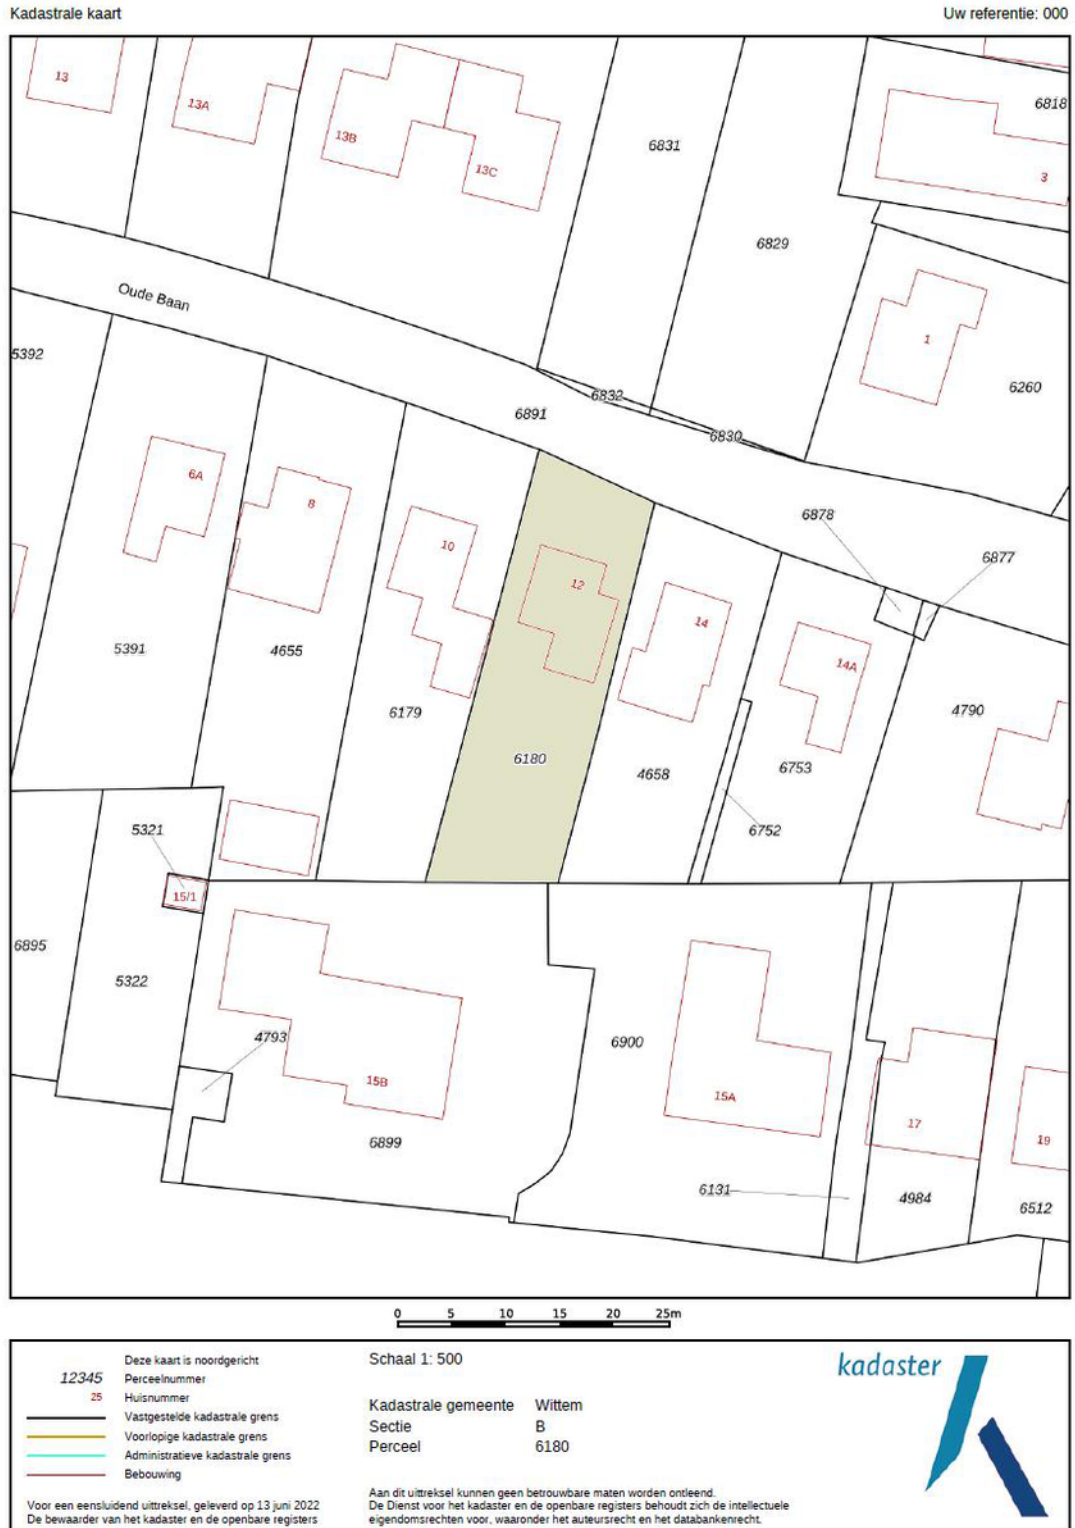 Kadastrale kaart
Uw referentie: 000
13
13A
13B
13C
6831
6818
3
6829
Oude Baan
1
6260
5392
6832
6891
6830
6A
8
10
12
14
14A
6878
6877
5391
4655
6179
6180
4658
6753
6752
4790
5321
15/1
6895
5322
4793
15B
6899
6900
15A
6131
17
19
4984
6512
0 5 10 15 20 25m
Deze kaart is noordgericht
12345 Perceelnummer
25 Huisnummer
Vastgestelde kadastrale grens
Voorlopige kadastrale grens
Administratieve kadastrale grens
Bebouwing
Voor een eensluidend uittreksel, geleverd op 13 juni 2022
De bewaarder van het kadaster en de openbare registers
Schaal 1: 500
Kadastrale gemeente Wittem
Sectie B
Perceel 6180
Aan dit uittreksel kunnen geen betrouwbare maten worden ontleend.
De Dienst voor het kadaster en de openbare registers behoudt zich de intellectuele
eigendomsrechten voor, waaronder het auteursrecht en het databankenrecht.
kadaster